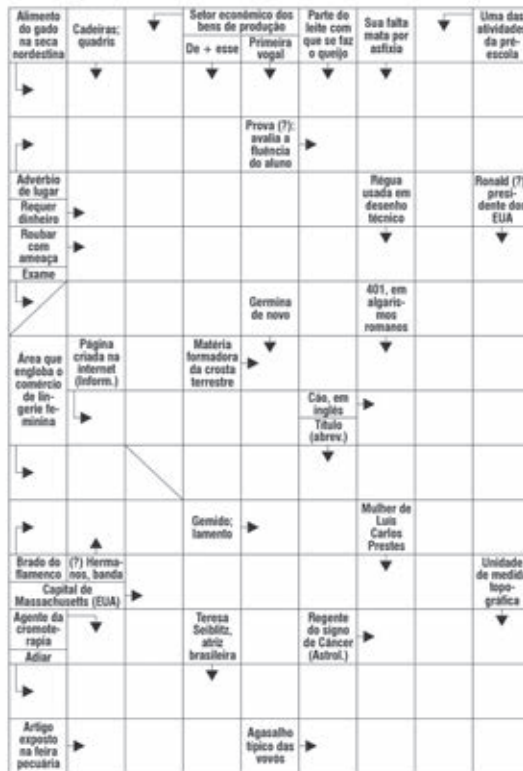 Alimento
do gado
na seca
nordestina
Cadeiras;
quadris
Setor econômico dos
bens de produção
De + esse
Primeira
vogal
Parte do
leite com
que se faz
o queijo
Sua falta
mata por
asfixia
Uma das
atividades
da pré-
escola
Prova (?):
avalia a
fluência
do aluno
Advérbio
de lugar
Requer
dinheiro
Régua
usada em
desenho
técnico
Ronald (?)
presi-
dente dos
EUA
Roubar
com
ameaça
Exame
Germina
de novo
401, em
algaris-
mos
romanos
Área que
engloba o
comércio
de lin-
gerie fe-
minina
Página
criada na
internet
(Inform.)
Matéria
formadora
da crosta
terrestre
Cão, em
inglês
Título
(abrev.)
Gemido;
lamento
Mulher de
Luís
Carlos
Prestes
Brado do
flamenco
(?) Herma-
nos, banda
Capital de
Massachusetts (EUA)
Unidade
de medida
topo-
gráfica
Agente da
cromote-
rapia
Adiar
Teresa
Seiblitz,
atriz
brasileira
Regente
do signo
de Câncer
(Astrol.)
Artigo
exposto
na feira
pecuária
Agasalho
típico das
vovós